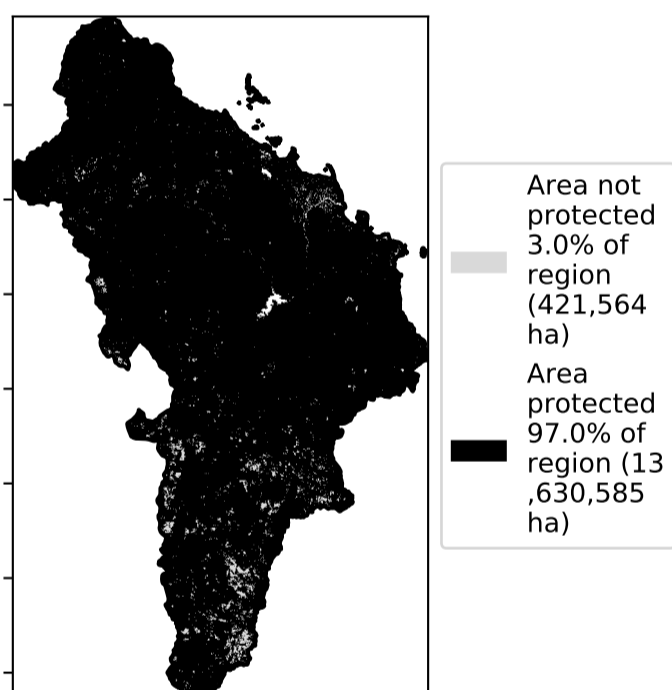 Area not
protected
3.0% of
region
(421,564
ha)
Area
protected
97.0% of
region (13
,630,585
ha)